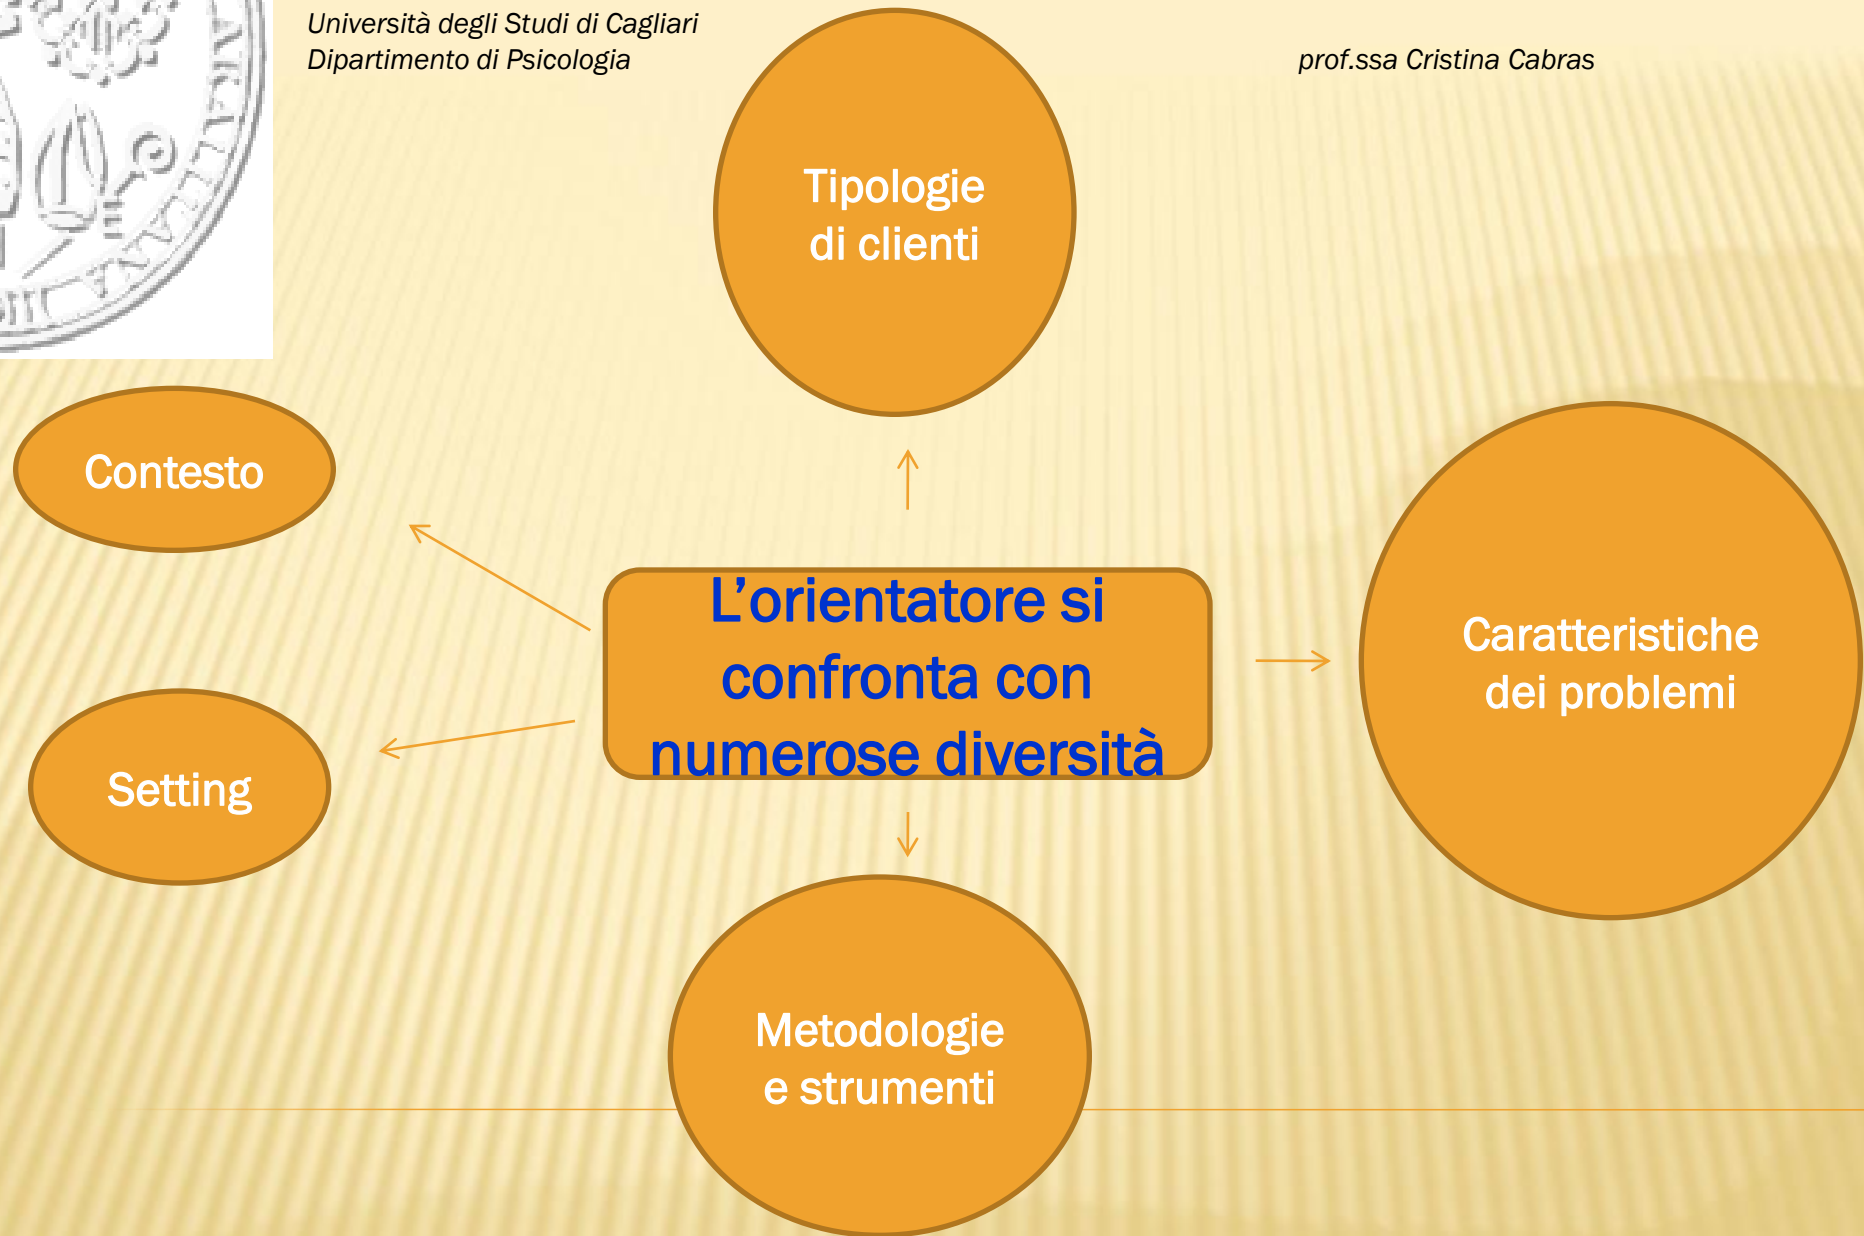 Università degli Studi di Cagliari
Dipartimento di Psicologia
prof.ssa Cristina Cabras
Tipologie
di clienti
Contesto
L’orientatore si
confronta con
numerose diversità
Caratteristiche
dei problemi
Setting
Metodologie
e strumenti